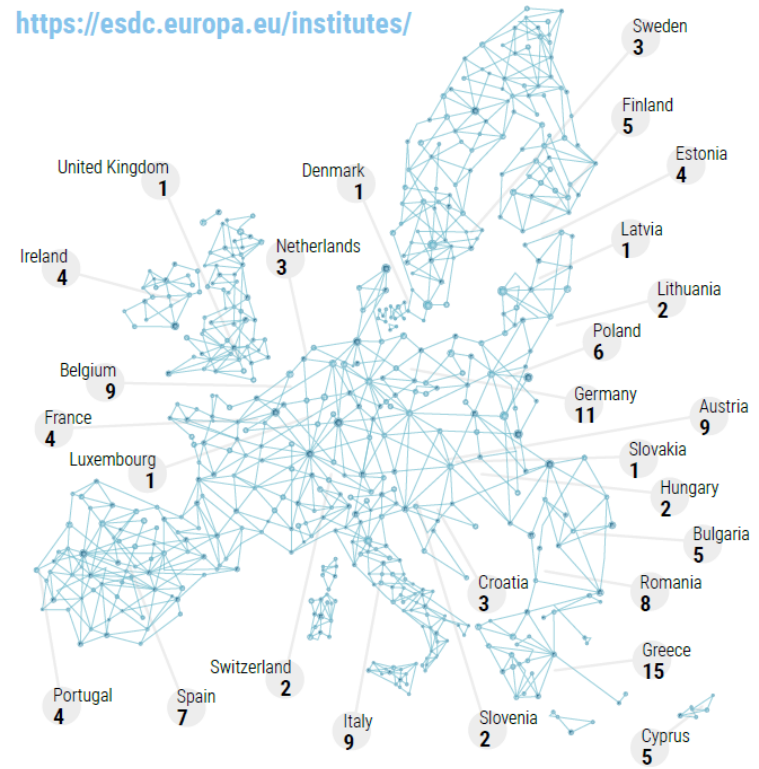 https://esdc.europa.eu/institutes/
Sweden
3
Finland
5
United Kingdom
1
Denmark
1
Estonia
4
Latvia
1
Netherlands
3
Ireland
4
Lithuania
2
Poland
6
Belgium
9
Germany
11
Austria
9
France
4
Slovakia
1
Luxembourg
1
Hungary
2
Bulgaria
5
Croatia
3
Romania
8
Greece
15
Switzerland
2
Portugal
4
Spain
7
Italy
9
Slovenia
2
Cyprus
5